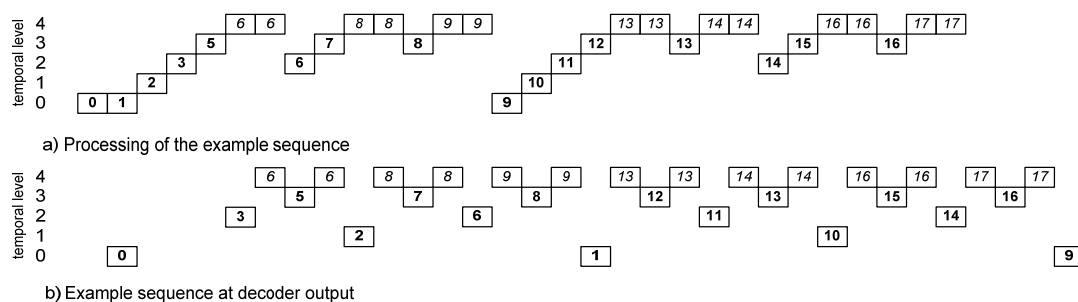 temporal level
4 6 6 8 8 9 9 13 13 14 14 16 16 17 17
3 5 7 8 12 13 15 16
2 3 6 11 14
1 2 10
0 0 1 9
a) Processing of the example sequence
temporal level
4 6 6 8 8 9 9 13 13 14 14 16 16 17 17
3 5 7 8 12 13 15 16
2 3 6 11 14
1 2 10
0 0 1 9
b) Example sequence at decoder output